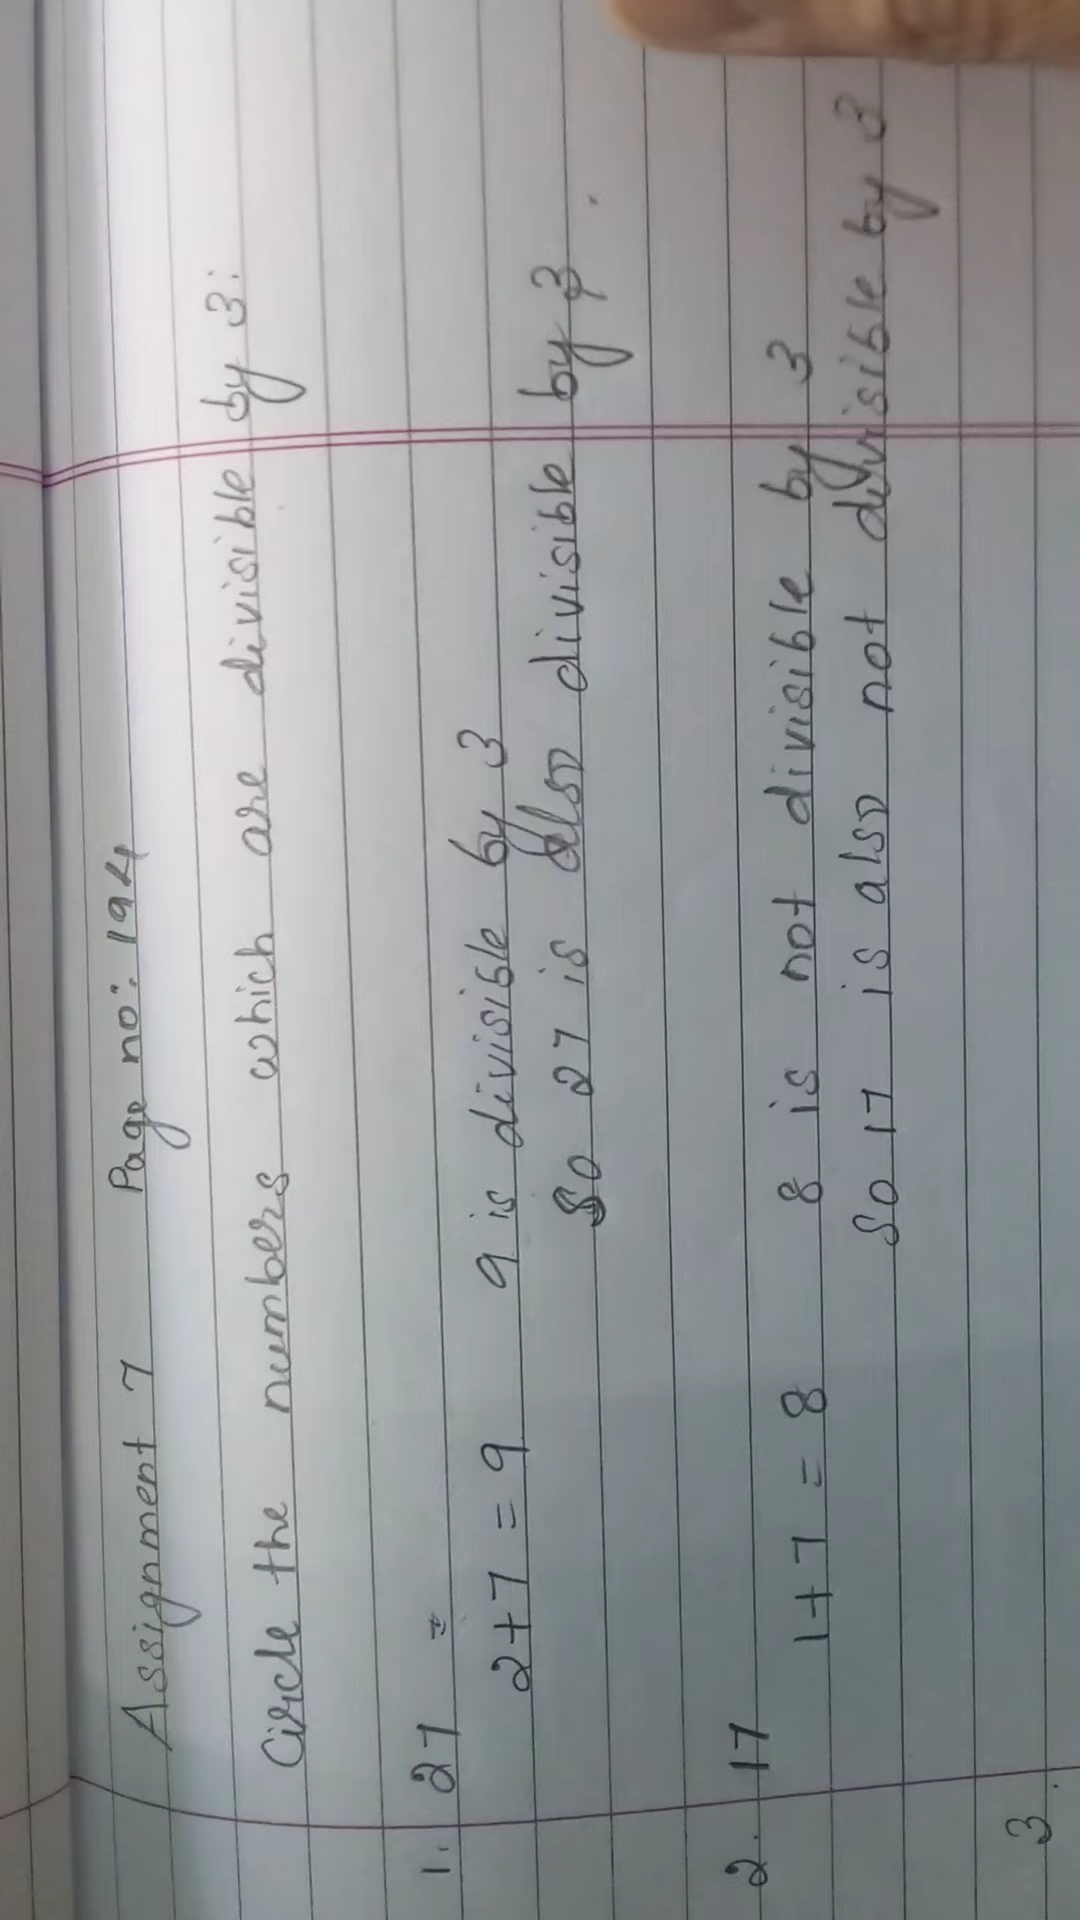 Assignment 7 Page no: 194
Circle the numbers which are divisible by 3:
1. 27 =
2+7=9 9 is divisible by 3
So 27 is also divisible by 3.
2. 17
1+7=8 8 is not divisible by 3
So 17 is also not divisible by 3
3.